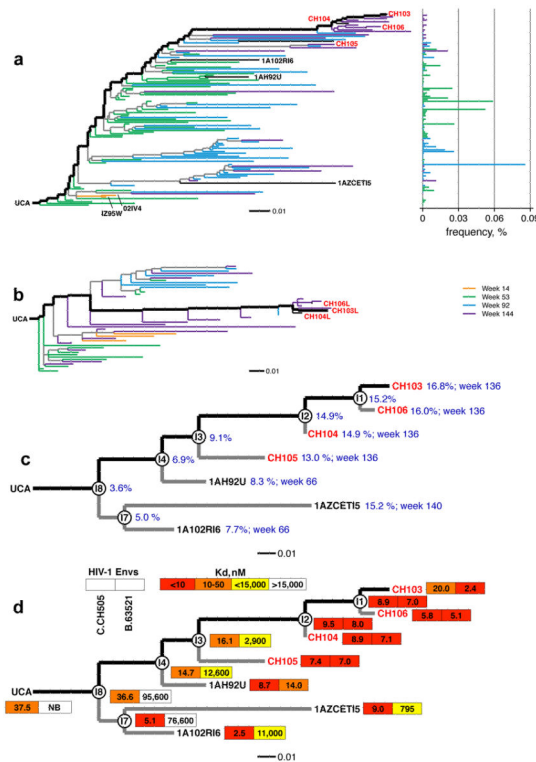 a
CH103
CH104
CH106
CH105
1A102RI6
1AH92U
1AZCETI5
UCA
02IV4
IZ95W
0.01
0 0.03 0.06 0.09
frequency, %
b
Week 14
Week 53
Week 92
Week 144
CH106L
CH103L
CH104L
UCA
0.01
CH103 16.8%; week 136
I1
15.2%
CH106 16.0%; week 136
I2
14.9%
CH104 14.9 %; week 136
I3
9.1%
c
I4
6.9%
CH105 13.0 %; week 136
1AH92U 8.3 %; week 66
UCA
I8
3.6%
1AZCETI5 15.2 %; week 140
I7
5.0 %
1A102RI6 7.7%; week 66
0.01
HIV-1 Envs
Kd, nM
<10 10-50 <15,000 >15,000
C.CH505
B.63521
d
CH103 20.0 2.4
I1
8.9 7.0
CH106 5.8 5.1
I2
9.5 8.0
CH104 8.9 7.1
I3
16.1 2,900
CH105 7.4 7.0
I4
14.7 12,600
1AH92U 8.7 14.0
UCA
37.5 NB
I8
36.6 95,600
1AZCETI5 9.0 795
I7
5.1 76,600
1A102RI6 2.5 11,000
0.01